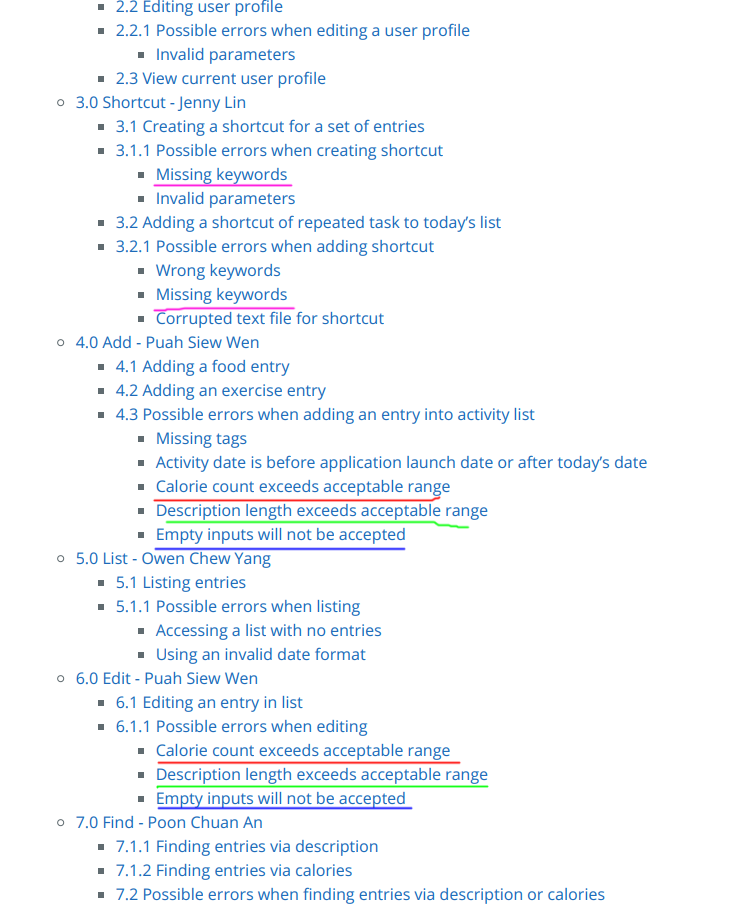 2.2 Editing user profile
2.2.1 Possible errors when editing a user profile
Invalid parameters
2.3 View current user profile
3.0 Shortcut - Jenny Lin
3.1 Creating a shortcut for a set of entries
3.1.1 Possible errors when creating shortcut
Missing keywords
Invalid parameters
3.2 Adding a shortcut of repeated task to today’s list
3.2.1 Possible errors when adding shortcut
Wrong keywords
Missing keywords
Corrupted text file for shortcut
4.0 Add - Puah Siew Wen
4.1 Adding a food entry
4.2 Adding an exercise entry
4.3 Possible errors when adding an entry into activity list
Missing tags
Activity date is before application launch date or after today’s date
Calorie count exceeds acceptable range
Description length exceeds acceptable range
Empty inputs will not be accepted
5.0 List - Owen Chew Yang
5.1 Listing entries
5.1.1 Possible errors when listing
Accessing a list with no entries
Using an invalid date format
6.0 Edit - Puah Siew Wen
6.1 Editing an entry in list
6.1.1 Possible errors when editing
Calorie count exceeds acceptable range
Description length exceeds acceptable range
Empty inputs will not be accepted
7.0 Find - Poon Chuan An
7.1.1 Finding entries via description
7.1.2 Finding entries via calories
7.2 Possible errors when finding entries via description or calories